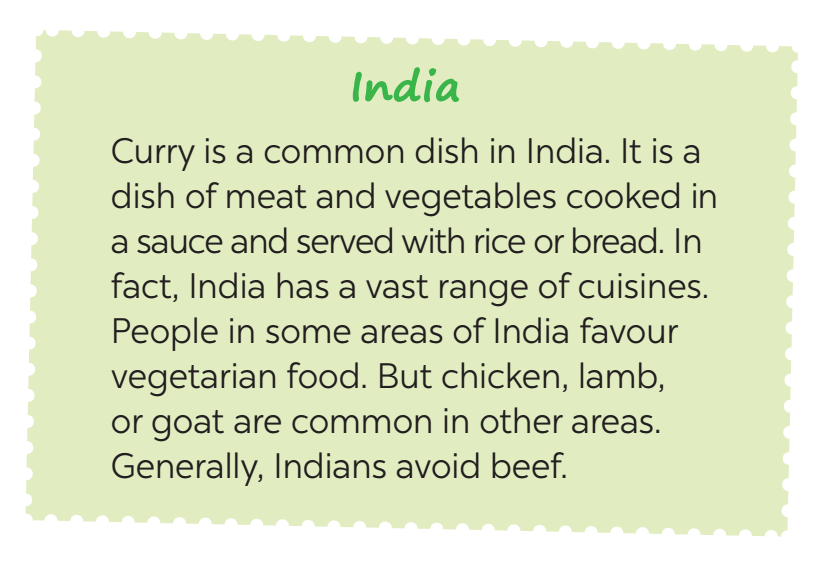 India
Curry is a common dish in India. It is a
dish of meat and vegetables cooked in
a sauce and served with rice or bread. In
fact, India has a vast range of cuisines.
People in some areas of India favour
vegetarian food. But chicken, lamb,
or goat are common in other areas.
Generally, Indians avoid beef.